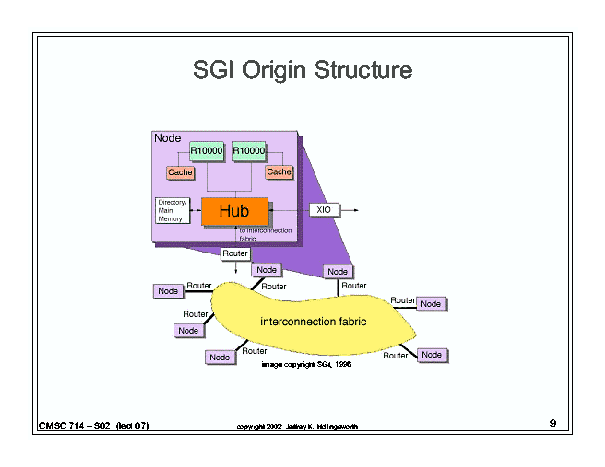 SGI Origin Structure
Node
R10000 R10000
Cache
Cache
Directory/
Main
Memory
Hub
XIO
to interconnection
fabric
Router
Node
Node
Node
Router
Router
Router
Router
Node
Router
Node
interconnection fabric
Node
Router
Router
Node
image copyright SGI, 1998
CMSC 714 – S02 (lect 07)
copyright 2002 Jeffrey K. Hollingsworth
9